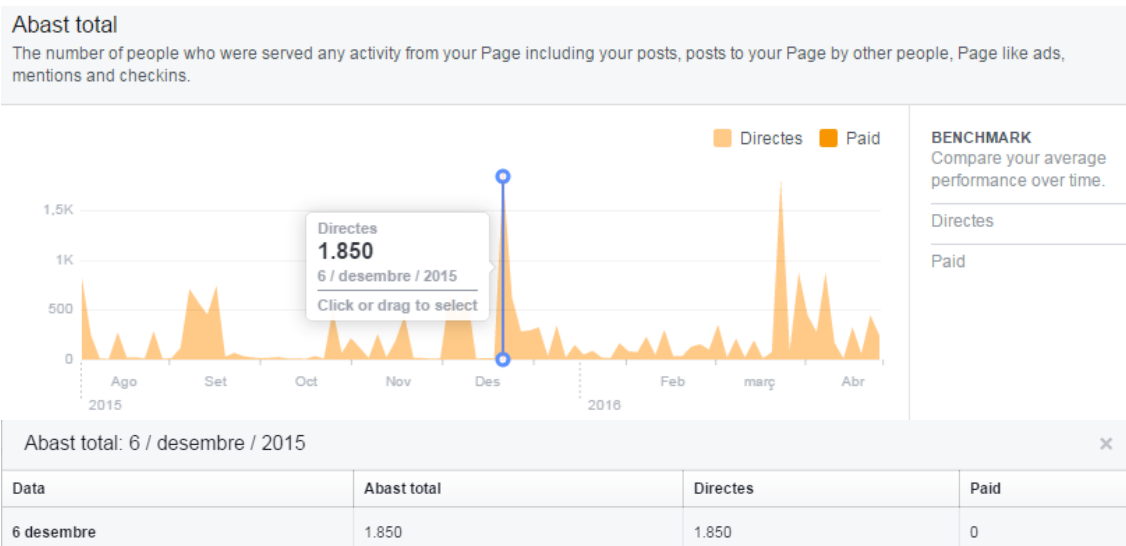 Abast total
The number of people who were served any activity from your Page including your posts, posts to your Page by other people, Page like ads,
mentions and checkins.
Directes Paid
BENCHMARK
Compare your average
performance over time.
Directes
Paid
1,5K
1K
500
0
Directes
1.850
6 / desembre / 2015
Click or drag to select
Ago Set Oct Nov Des Feb març Abr
2015 2016
Abast total: 6 / desembre / 2015 ×
Data Abast total Directes Paid
6 desembre 1.850 1.850 0